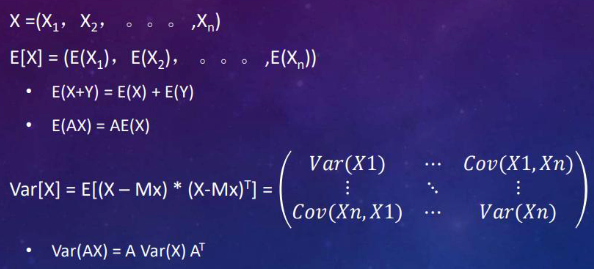 X =(X₁，X₂，。。。,Xₙ)
E[X] = (E(X₁)，E(X₂)，。。。,E(Xₙ))
• E(X+Y) = E(X) + E(Y)
• E(AX) = AE(X)
Var(X1) ⋯ Cov(X1,Xn)
Var[X] = E[(X – Mx) * (X-Mx)ᵀ] = ⋮ ⋱ ⋮
Cov(Xn,X1) ⋯ Var(Xn)
• Var(AX) = A Var(X) Aᵀ